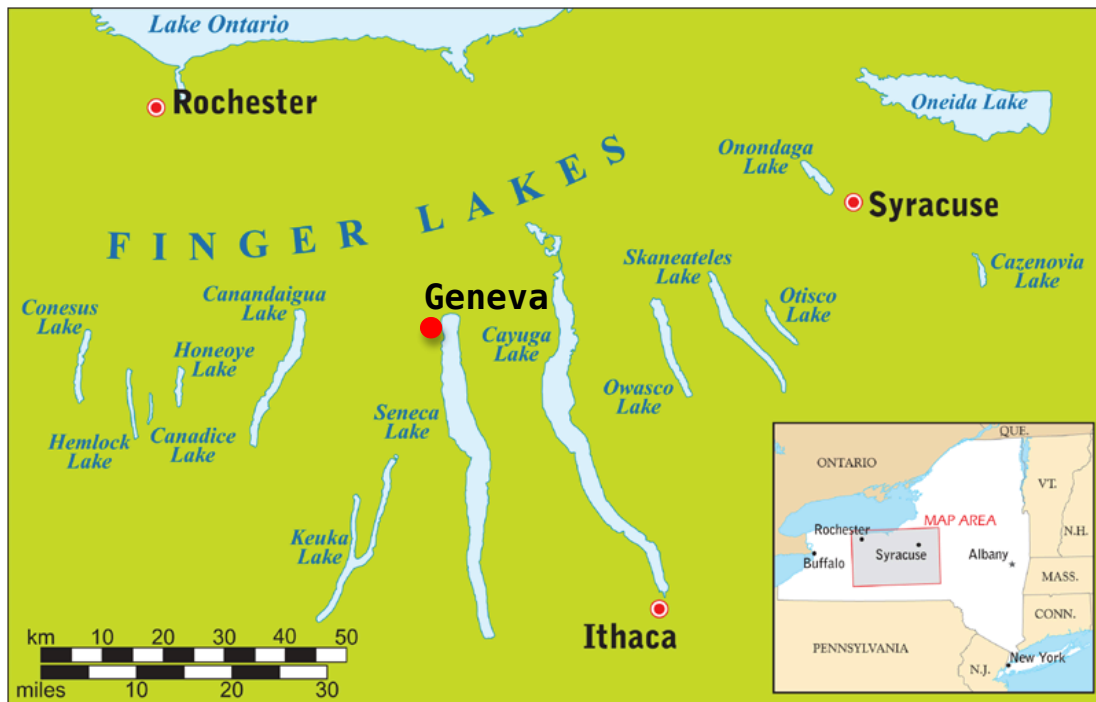 Lake Ontario
Rochester
Oneida Lake
Onondaga
Lake
Syracuse
FINGER LAKES
Skaneateles
Lake
Cazenovia
Lake
Conesus
Lake
Canandaigua
Lake
Geneva
Otisco
Lake
Honeoye
Lake
Cayuga
Lake
Owasco
Lake
Seneca
Lake
Hemlock
Lake
Canadice
Lake
Keuka
Lake
Ithaca
km 10 20 30 40 50
miles 10 20 30
QUE.
ONTARIO
VT.
MAP AREA
Rochester
N.H.
Syracuse
Albany
Buffalo
MASS.
CONN.
PENNSYLVANIA
N.J.
New York